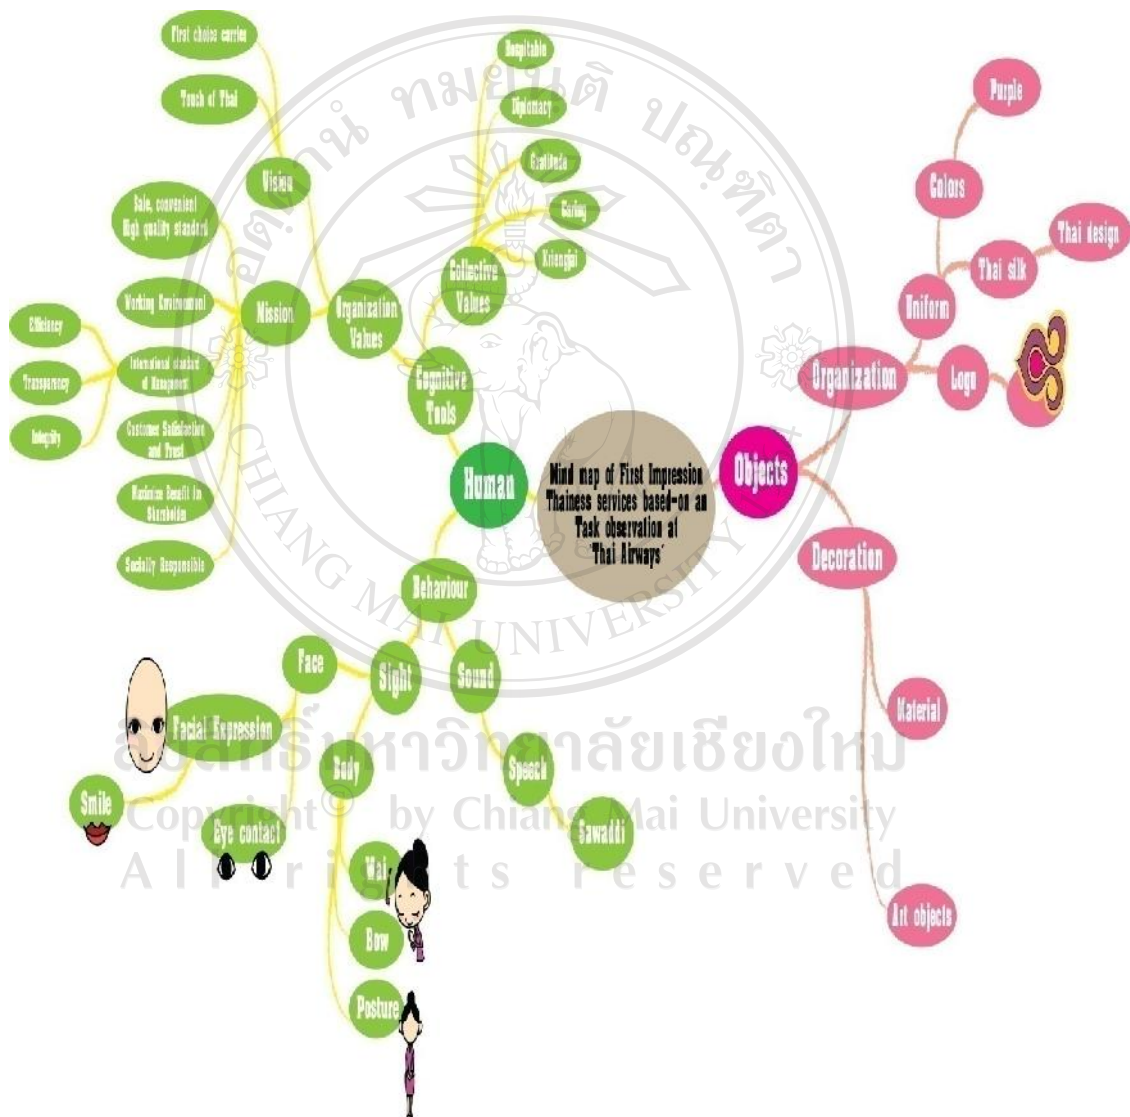 First choice carrier
Touch of Thai
Vision
Safe, convenient
High quality standard
Working Environment
Mission
Organization
Values
Efficiency
Transparency
Integrity
International standard
of Management
Customer Satisfaction
and Trust
Maximize Benefit for
Shareholder
Socially Responsible
Hospitable
Diplomacy
Gratitude
Caring
Kriengjai
Collective
Values
Cognitive
Tools
Human
Mind map of First Impression
Thainess services based-on an
Task observation at
'Thai Airways'
Objects
Purple
Colors
Thai design
Thai silk
Uniform
Organization
Logo
Decoration
Material
Art objects
Behaviour
Face
Sight
Sound
Facial Expression
Smile
Eye contact
Body
Speech
Sawaddi
Wai
Bow
Posture
CHIANG MAI UNIVERSITY
ลิขสิทธิ์มหาวิทยาลัยเชียงใหม่
Copyright© by Chiang Mai University
All rights reserved